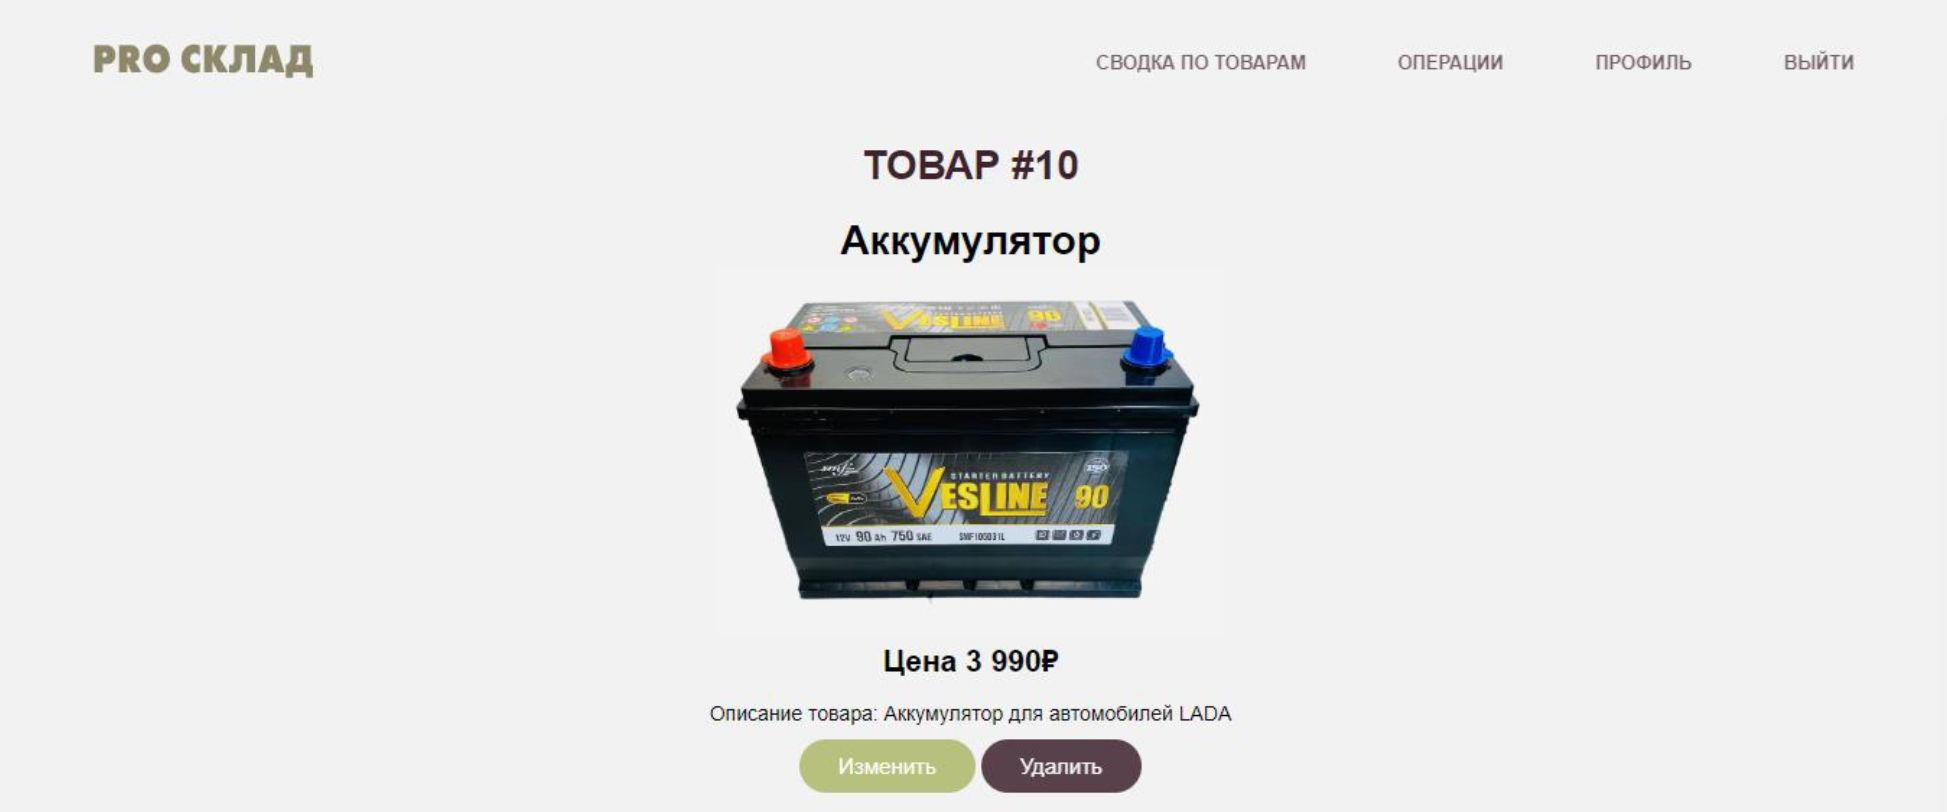 PRO СКЛАД
СВОДКА ПО ТОВАРАМ
ОПЕРАЦИИ
ПРОФИЛЬ
ВЫЙТИ
ТОВАР #10
Аккумулятор
90
STARTER BATTERY
VESLINE 90
12V 90 Ah 750 SAE
Цена 3 990₽
Описание товара: Аккумулятор для автомобилей LADA
Изменить
Удалить